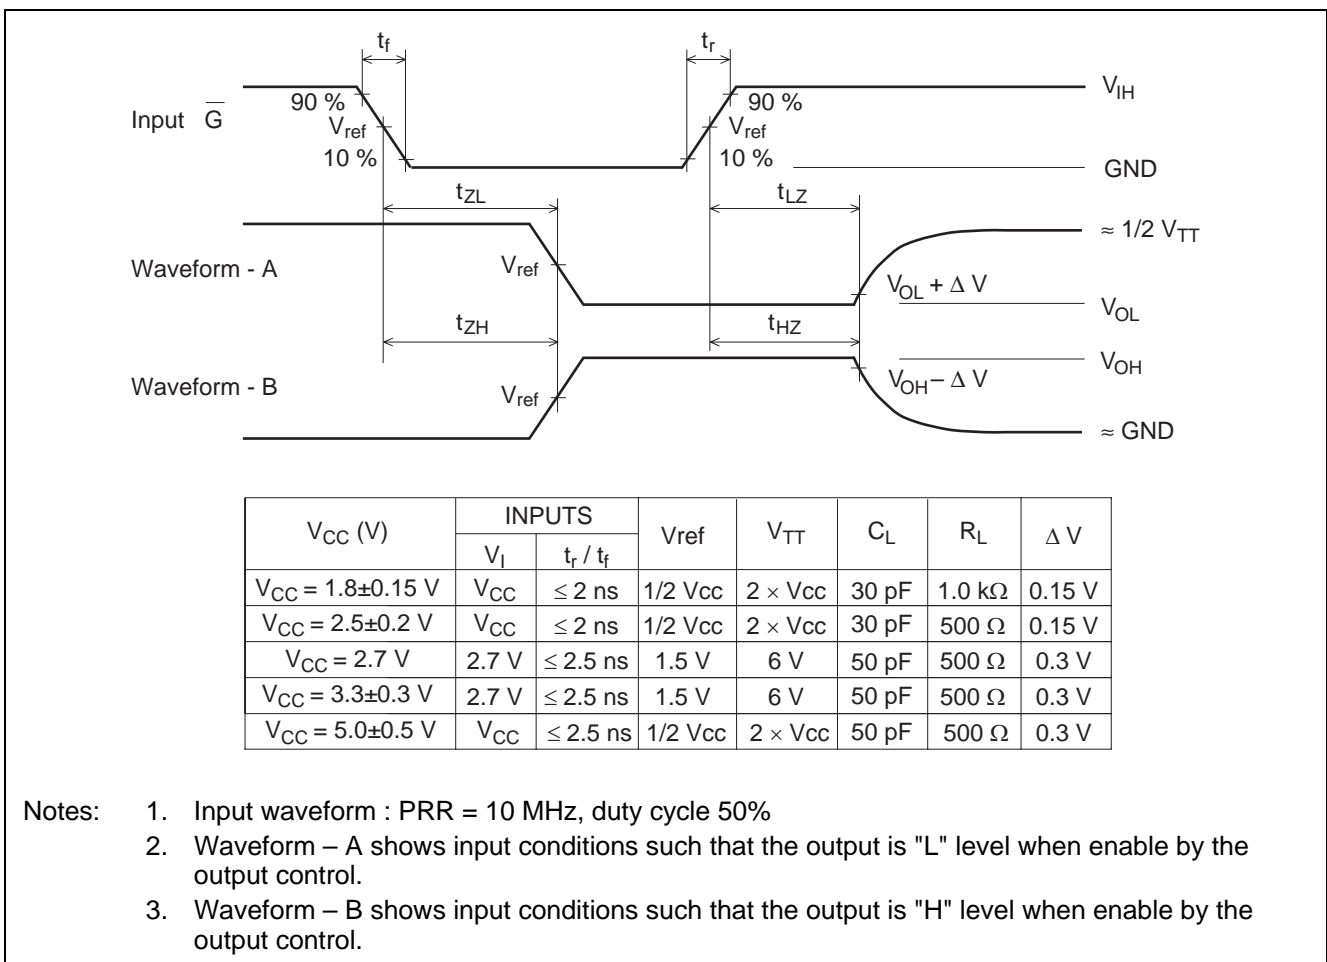 tf tr
90 % 90 % VIH
Input G̅ Vref Vref
10 % 10 % GND
tZL tLZ
≈ 1/2 VTT
Waveform - A Vref VOL + Δ V
VOL
tZH tHZ
VOH
Waveform - B Vref VOH – Δ V
≈ GND
VCC (V) INPUTS Vref VTT CL RL Δ V
VI tr / tf
VCC = 1.8±0.15 V VCC ≤ 2 ns 1/2 Vcc 2 × Vcc 30 pF 1.0 kΩ 0.15 V
VCC = 2.5±0.2 V VCC ≤ 2 ns 1/2 Vcc 2 × Vcc 30 pF 500 Ω 0.15 V
VCC = 2.7 V 2.7 V ≤ 2.5 ns 1.5 V 6 V 50 pF 500 Ω 0.3 V
VCC = 3.3±0.3 V 2.7 V ≤ 2.5 ns 1.5 V 6 V 50 pF 500 Ω 0.3 V
VCC = 5.0±0.5 V VCC ≤ 2.5 ns 1/2 Vcc 2 × Vcc 50 pF 500 Ω 0.3 V
Notes: 1. Input waveform : PRR = 10 MHz, duty cycle 50%
2. Waveform – A shows input conditions such that the output is "L" level when enable by the
output control.
3. Waveform – B shows input conditions such that the output is "H" level when enable by the
output control.